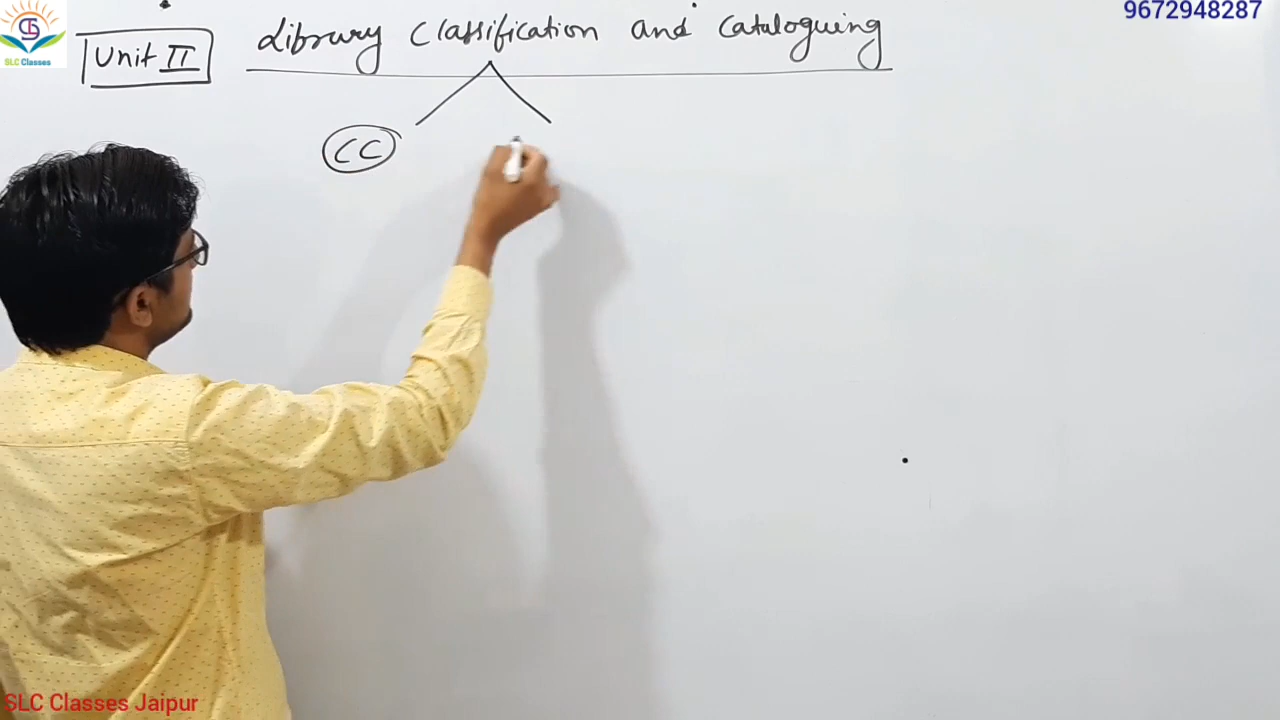 9672948287
SLC Classes
Unit II
Library Classification and Cataloguing
CC
SLC Classes Jaipur